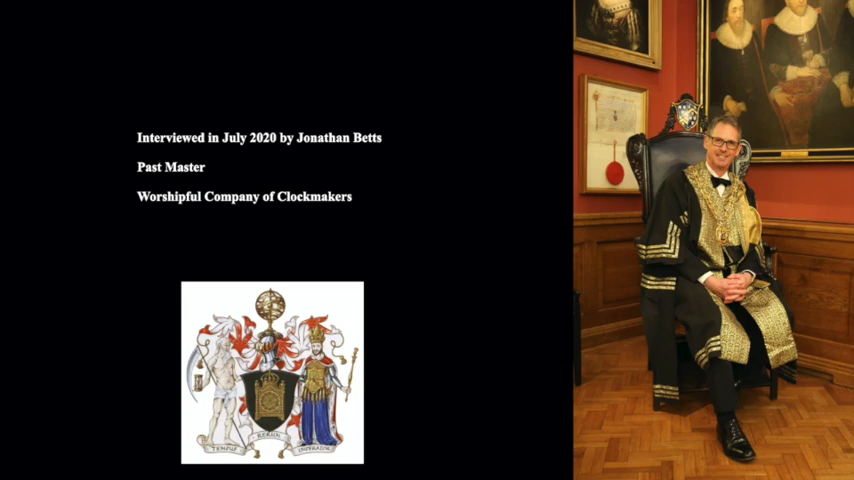 Interviewed in July 2020 by Jonathan Betts
Past Master
Worshipful Company of Clockmakers
TEMPUS
RERUM
IMPERATOR